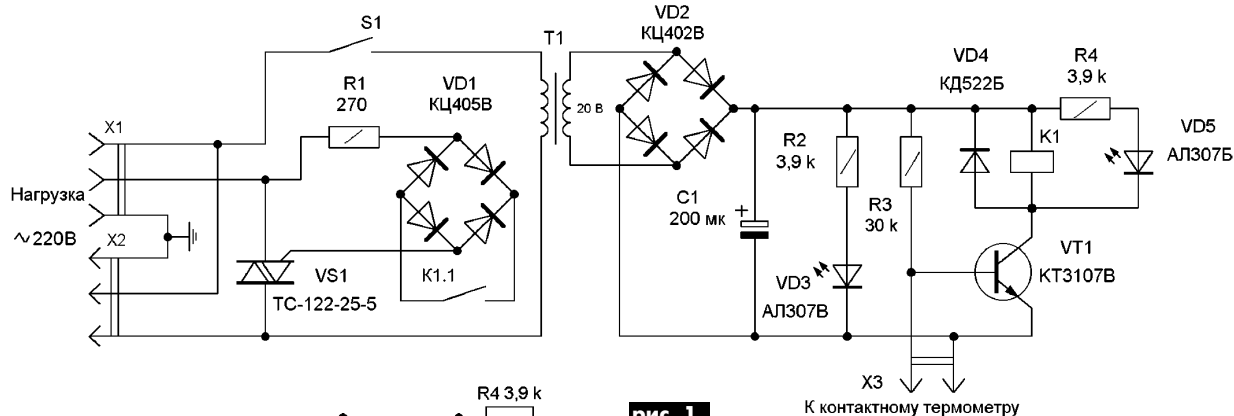 S1
T1
VD2
КЦ402В
R1
270
VD1
КЦ405В
20 В
VD4
КД522Б
R4
3,9 k
X1
Нагрузка
∿220В
X2
VS1
ТС-122-25-5
K1.1
C1
200 мк
+
R2
3,9 k
R3
30 k
K1
VD5
АЛ307Б
VD3
АЛ307В
VT1
КТ3107В
X3
К контактному термометру
R4 3,9 k
рис. 1